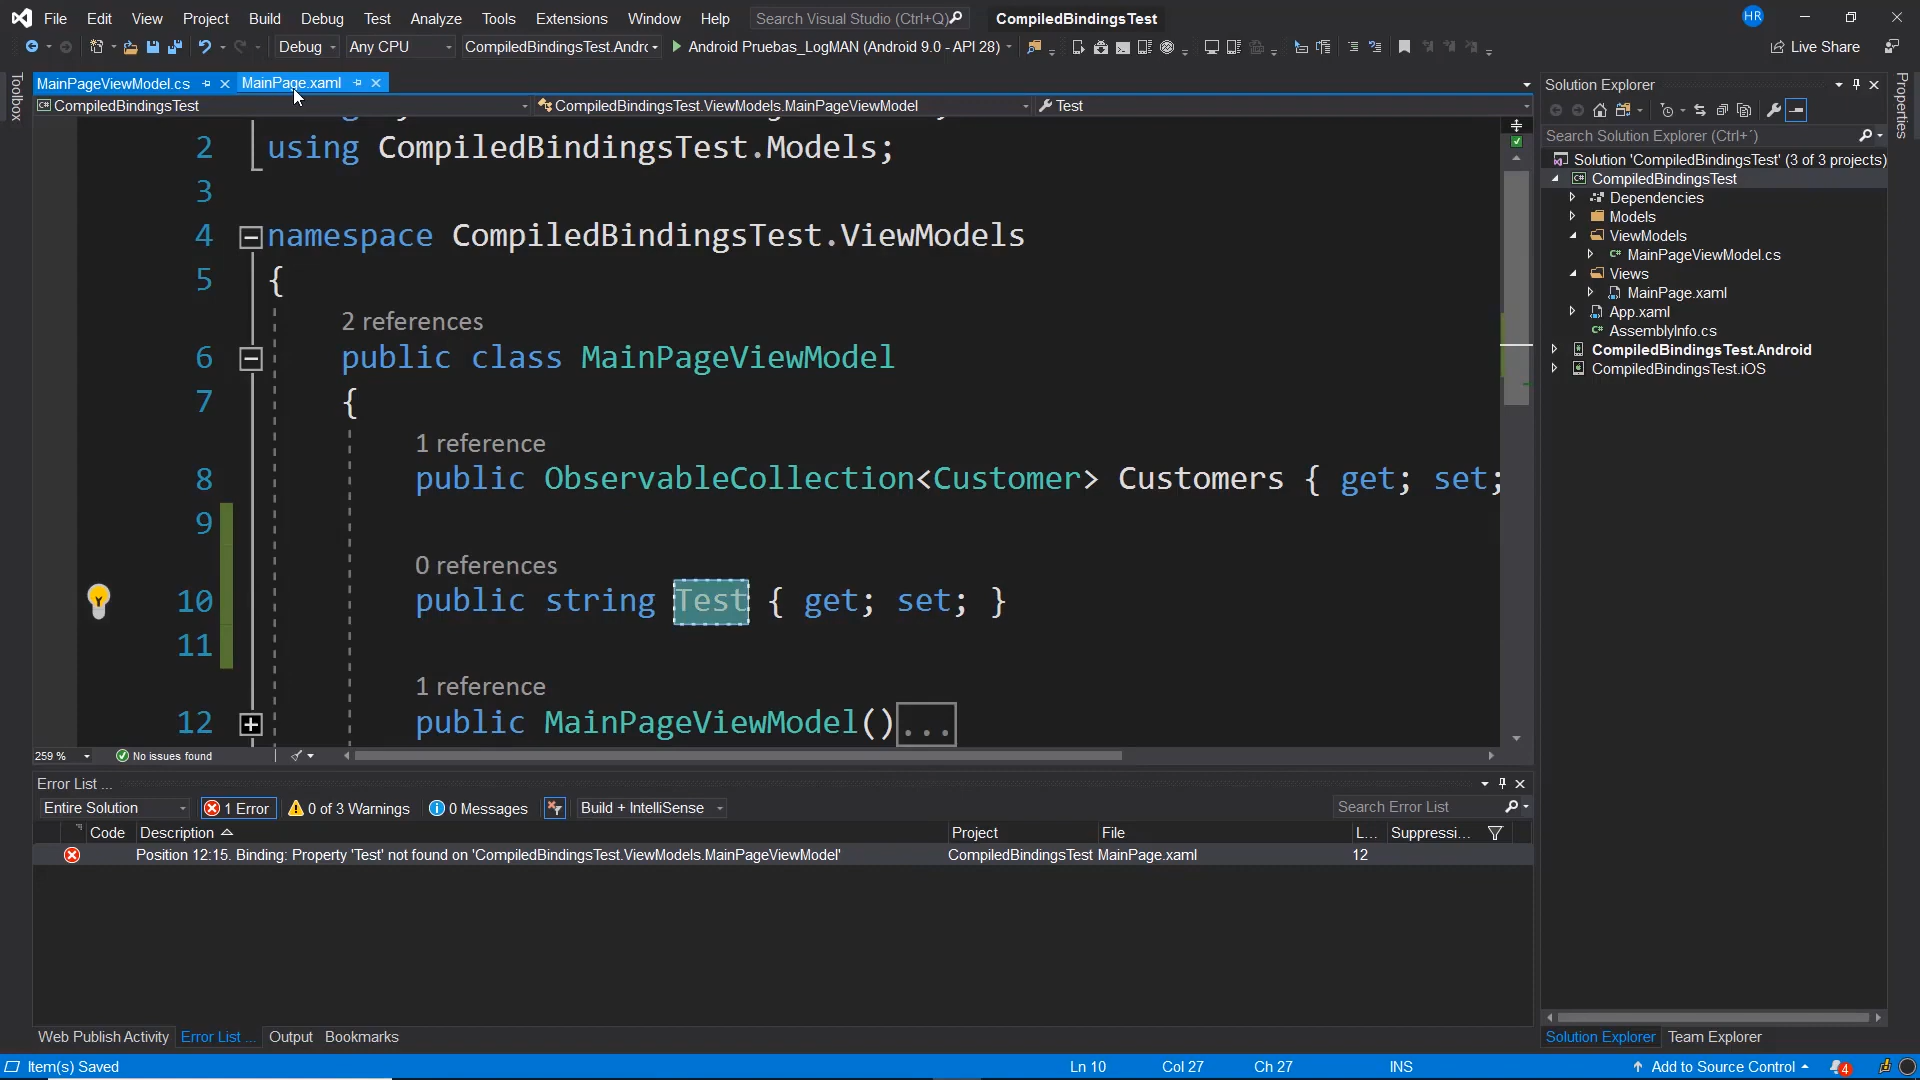 File Edit View Project Build Debug Test Analyze Tools Extensions Window Help Search Visual Studio (Ctrl+Q) CompiledBindingsTest HR
Debug Any CPU CompiledBindingsTest.Andrc Android Pruebas_LogMAN (Android 9.0 - API 28) Live Share
Toolbox
MainPageViewModel.cs MainPage.xaml
CompiledBindingsTest CompiledBindingsTest.ViewModels.MainPageViewModel Test
2 using CompiledBindingsTest.Models;
3
4 namespace CompiledBindingsTest.ViewModels
5 {
2 references
6 public class MainPageViewModel
7 {
1 reference
8 public ObservableCollection<Customer> Customers { get; set;
9
0 references
10 public string Test { get; set; }
11
1 reference
12 public MainPageViewModel()...
259 % No issues found
Error List ...
Entire Solution 1 Error 0 of 3 Warnings 0 Messages Build + IntelliSense Search Error List
Code Description Project File L... Suppressi...
Position 12:15. Binding: Property 'Test' not found on 'CompiledBindingsTest.ViewModels.MainPageViewModel' CompiledBindingsTest MainPage.xaml 12
Web Publish Activity Error List ... Output Bookmarks
Solution Explorer
Search Solution Explorer (Ctrl+´)
Solution 'CompiledBindingsTest' (3 of 3 projects)
CompiledBindingsTest
Dependencies
Models
ViewModels
MainPageViewModel.cs
Views
MainPage.xaml
App.xaml
AssemblyInfo.cs
CompiledBindingsTest.Android
CompiledBindingsTest.iOS
Solution Explorer Team Explorer
Properties
Item(s) Saved Ln 10 Col 27 Ch 27 INS Add to Source Control 4